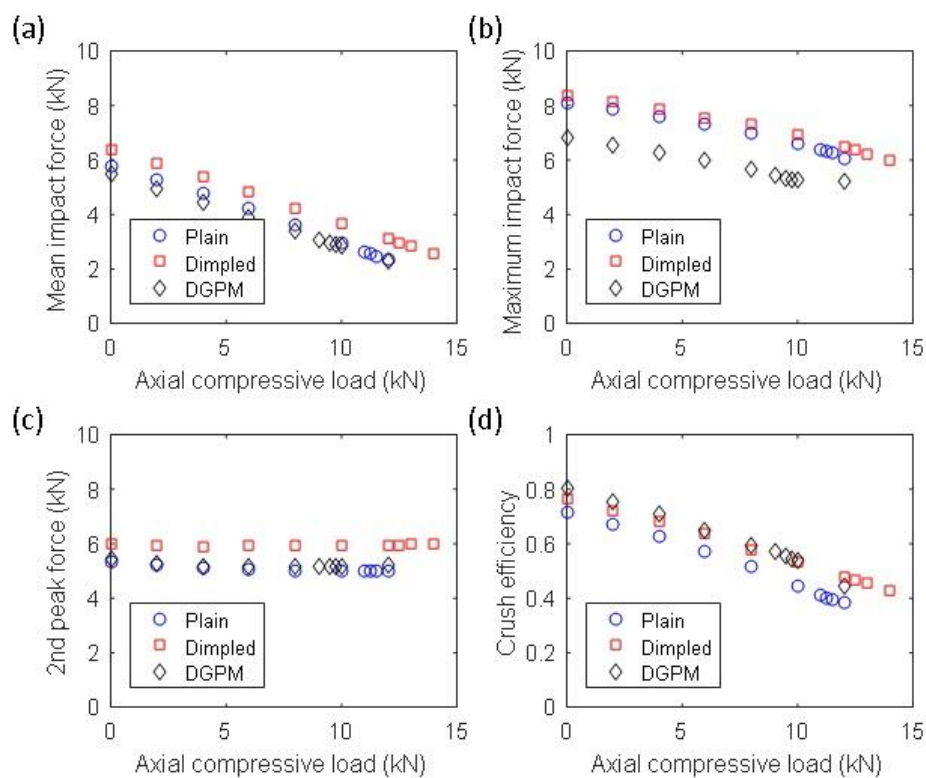 (a)
10
8
6
4
2
0
Mean impact force (kN)
Plain
Dimpled
DGPM
0 5 10 15
Axial compressive load (kN)
(b)
10
8
6
4
2
0
Maximum impact force (kN)
Plain
Dimpled
DGPM
0 5 10 15
Axial compressive load (kN)
(c)
10
8
6
4
2
0
2nd peak force (kN)
Plain
Dimpled
DGPM
0 5 10 15
Axial compressive load (kN)
(d)
1
0.8
0.6
0.4
0.2
0
Crush efficiency
Plain
Dimpled
DGPM
0 5 10 15
Axial compressive load (kN)